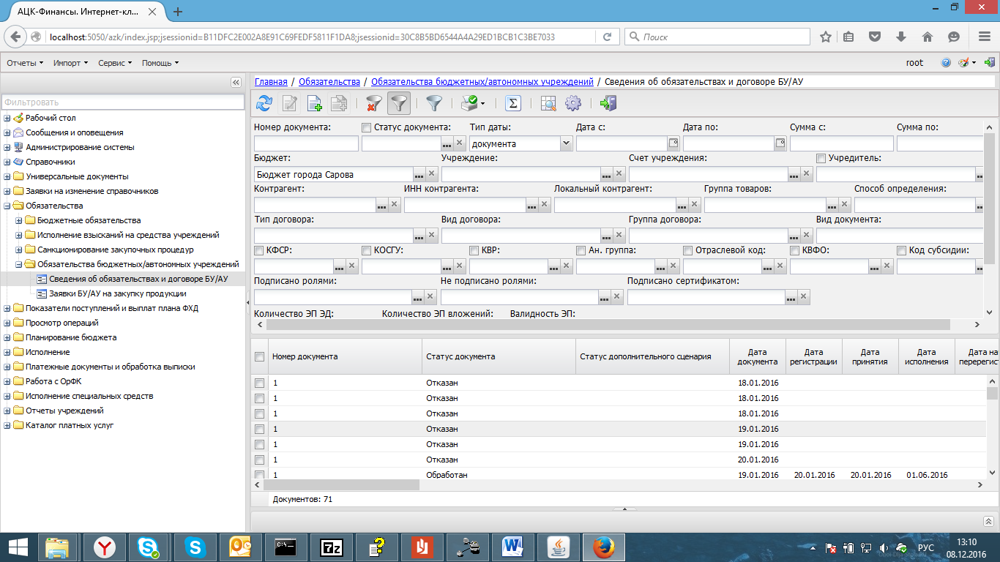 АЦК-Финансы. Интернет-кл...
localhost:5050/azk/index.jsp;jsessionid=B11DFC2E002A8E91C69FEDF5811F1DA8;jsessionid=30C8B5BD6544A4A29ED1BCB1C3BE7033
Поиск
Отчеты Импорт Сервис Помощь root
Фильтровать
Рабочий стол
Сообщения и оповещения
Администрирование системы
Справочники
Универсальные документы
Заявки на изменение справочников
Обязательства
Бюджетные обязательства
Исполнение взысканий на средства учреждений
Санкционирование закупочных процедур
Обязательства бюджетных/автономных учреждений
Сведения об обязательствах и договоре БУ/АУ
Заявки БУ/АУ на закупку продукции
Показатели поступлений и выплат плана ФХД
Просмотр операций
Планирование бюджета
Исполнение
Платежные документы и обработка выписки
Работа с ОрФК
Исполнение специальных средств
Отчеты учреждений
Каталог платных услуг
Главная / Обязательства / Обязательства бюджетных/автономных учреждений / Сведения об обязательствах и договоре БУ/АУ
Номер документа: Статус документа: Тип даты: Дата с: Дата по: Сумма с: Сумма по:
документа
Бюджет: Учреждение: Счет учреждения: Учредитель:
Бюджет города Сарова
Контрагент: ИНН контрагента: Локальный контрагент: Группа товаров: Способ определения:
Тип договора: Вид договора: Группа договора: Вид документа:
КФСР: КОСГУ: КВР: Ан. группа: Отраслевой код: КВФО: Код субсидии:
Подписано ролями: Не подписано ролями: Подписано сертификатом:
Количество ЭП ЭД: Количество ЭП вложений: Валидность ЭП:
Номер документа Статус документа Статус дополнительного сценария Дата документа Дата регистрации Дата принятия Дата исполнения Дата на перерегист
1 Отказан 18.01.2016
1 Отказан 18.01.2016
1 Отказан 18.01.2016
1 Отказан 19.01.2016
1 Отказан 19.01.2016
1 Отказан 20.01.2016
1 Обработан 19.01.2016 20.01.2016 20.01.2016 01.06.2016
Документов: 71
7z
РУС
13:10
08.12.2016